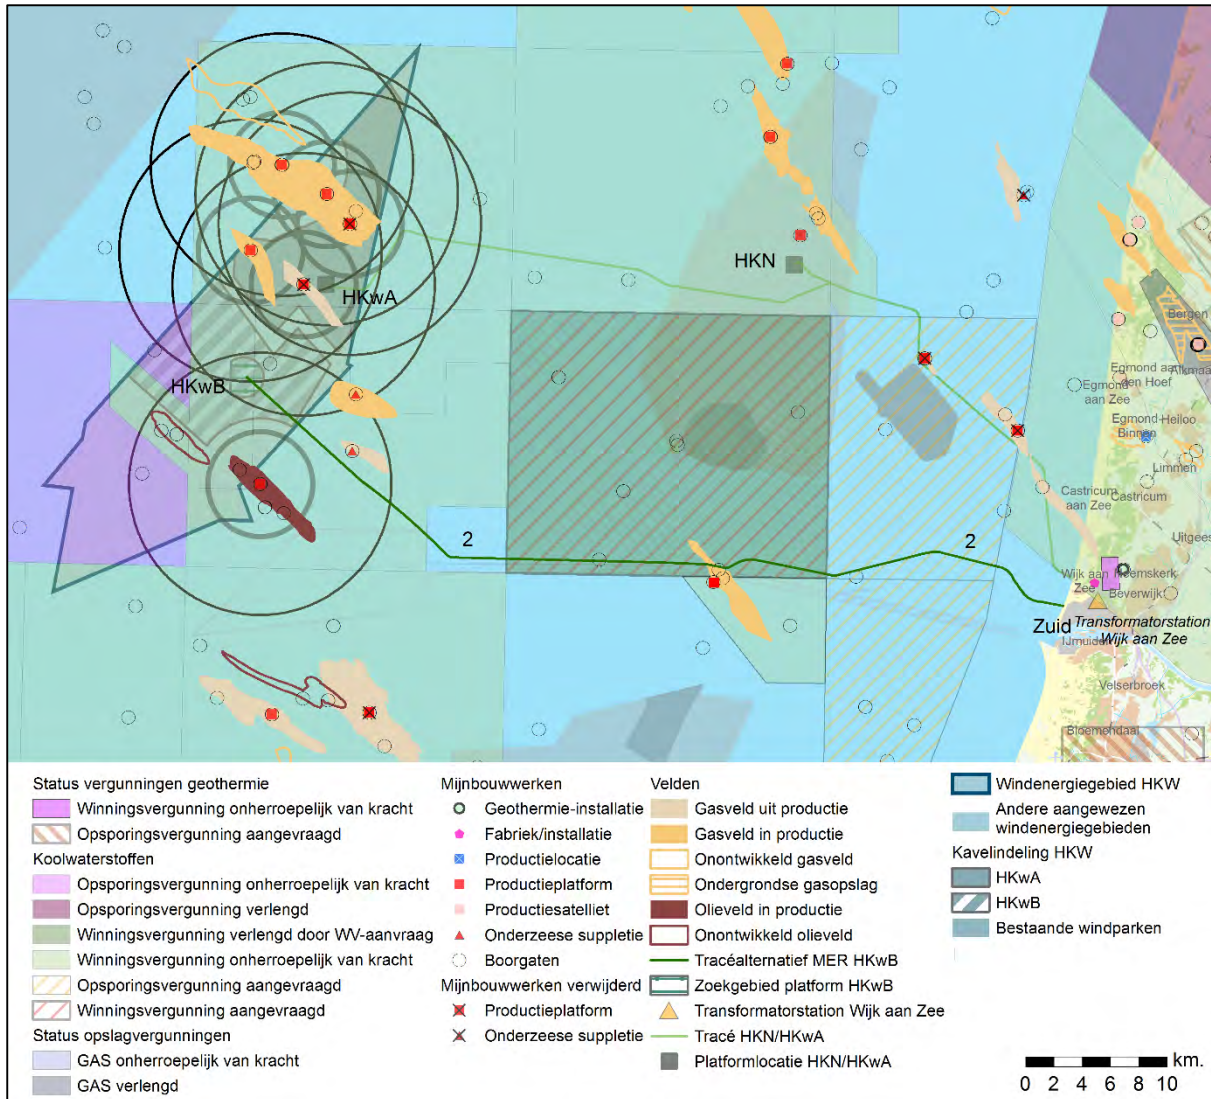 HKN
HKwA
HKwB
2
2
Zuid
Bergen
Alkmaa
Egmond aan
den Hoef
Egmond
aan Zee
Egmond-
Binnen
Heiloo
Limmen
Castricum
aan Zee
Castricum
Uitgees
Wijk aan
Zee
Heemskerk
Beverwijk
Transformatorstation
Wijk aan Zee
IJmuiden
Velserbroek
Bloemendaal
Status vergunningen geothermie
Winningsvergunning onherroepelijk van kracht
Opsporingsvergunning aangevraagd
Koolwaterstoffen
Opsporingsvergunning onherroepelijk van kracht
Opsporingsvergunning verlengd
Winningsvergunning verlengd door WV-aanvraag
Winningsvergunning onherroepelijk van kracht
Opsporingsvergunning aangevraagd
Winningsvergunning aangevraagd
Status opslagvergunningen
GAS onherroepelijk van kracht
GAS verlengd
Mijnbouwwerken
Geothermie-installatie
Fabriek/installatie
Productielocatie
Productieplatform
Productiesatelliet
Onderzeese suppletie
Boorgaten
Mijnbouwwerken verwijderd
Productieplatform
Onderzeese suppletie
Velden
Gasveld uit productie
Gasveld in productie
Onontwikkeld gasveld
Ondergrondse gasopslag
Olieveld in productie
Onontwikkeld olieveld
Tracéalternatief MER HKwB
Zoekgebied platform HKwB
Transformatorstation Wijk aan Zee
Tracé HKN/HKwA
Platformlocatie HKN/HKwA
Windenergiegebied HKW
Andere aangewezen
windenergiegebieden
Kavelindeling HKW
HKwA
HKwB
Bestaande windparken
km.
0 2 4 6 8 10